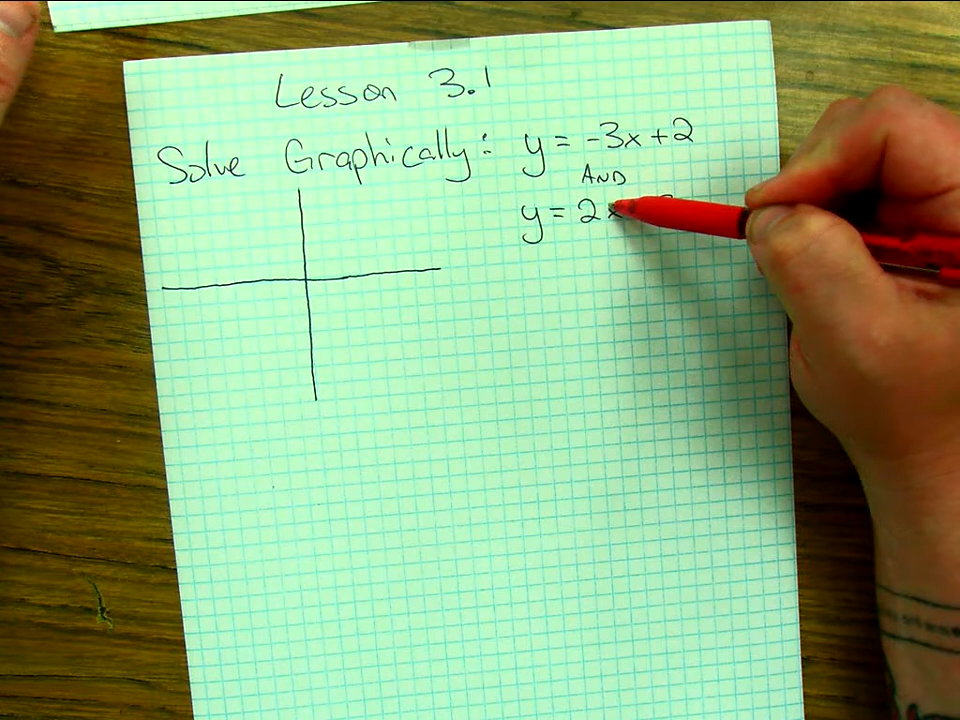 Lesson 3.1
Solve Graphically: y = -3x + 2
AND
y = 2x